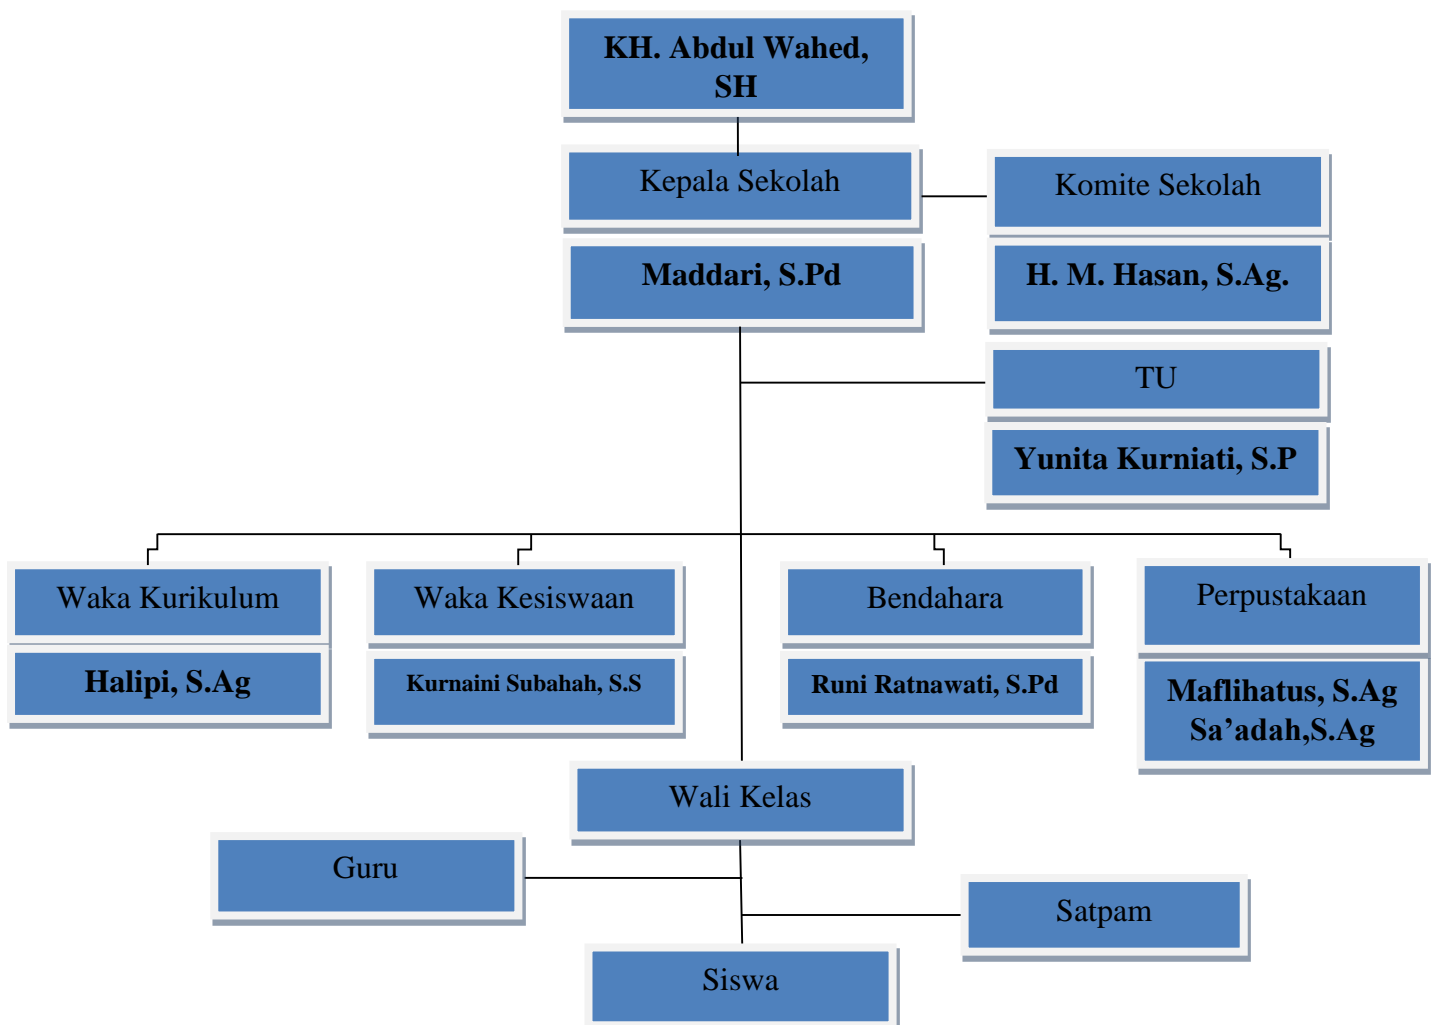 KH. Abdul Wahed,
SH
Kepala Sekolah
Komite Sekolah
Maddari, S.Pd
H. M. Hasan, S.Ag.
TU
Yunita Kurniati, S.P
Waka Kurikulum
Waka Kesiswaan
Bendahara
Perpustakaan
Halipi, S.Ag
Kurnaini Subahah, S.S
Runi Ratnawati, S.Pd
Maflihatus, S.Ag
Sa’adah,S.Ag
Wali Kelas
Guru
Satpam
Siswa